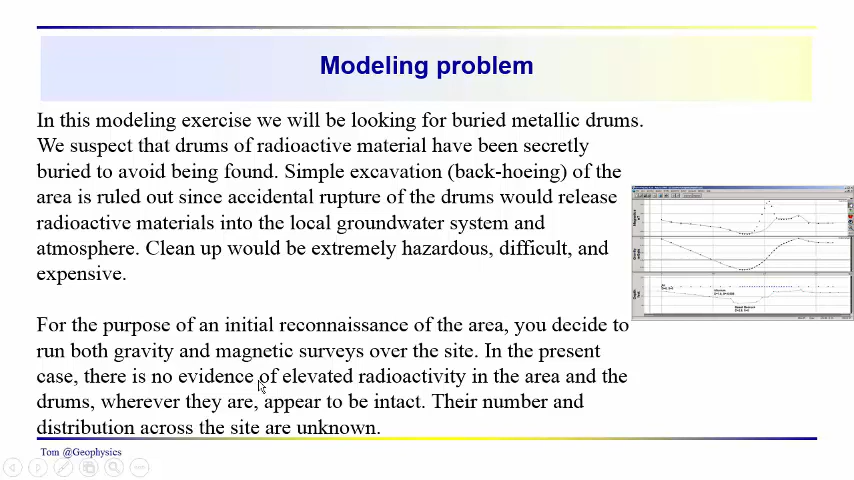 Modeling problem
In this modeling exercise we will be looking for buried metallic drums.
We suspect that drums of radioactive material have been secretly
buried to avoid being found. Simple excavation (back-hoeing) of the
area is ruled out since accidental rupture of the drums would release
radioactive materials into the local groundwater system and
atmosphere. Clean up would be extremely hazardous, difficult, and
expensive.
For the purpose of an initial reconnaissance of the area, you decide to
run both gravity and magnetic surveys over the site. In the present
case, there is no evidence of elevated radioactivity in the area and the
drums, wherever they are, appear to be intact. Their number and
distribution across the site are unknown.
Tom @Geophysics